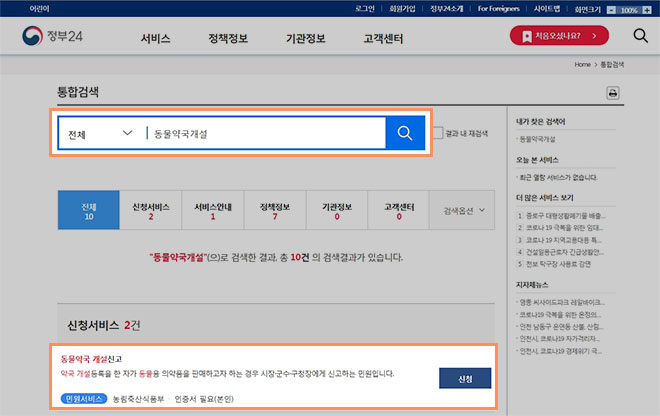 어린이 로그인 회원가입 정부24소개 For Foreigners 사이트맵 화면크기 - 100% +
정부24 서비스 정책정보 기관정보 고객센터 처음오셨나요? >
Home > 통합검색
통합검색
전체 동물약국개설 결과 내 재검색
전체 10
신청서비스 2
서비스안내 1
정책정보 7
기관정보 0
고객센터 0
검색옵션
"동물약국개설"(으)로 검색한 결과, 총 10건 의 검색결과가 있습니다.
신청서비스 2건
동물약국 개설신고
약국 개설등록을 한 자가 동물용 의약품을 판매하고자 하는 경우 시장·군수·구청장에게 신고하는 민원입니다.
신청
민원서비스 농림축산식품부 · 인증서 필요(본인)
내가 찾은 검색어
· 동물약국개설
오늘 본 서비스
· 최근 열람 서비스가 없습니다.
더 많은 서비스 보기
1 종로구 대형생활폐기물 배출...
2 코로나 19 극복을 위한 임대...
3 코로나 19 지역고용대응 특...
4 건설일용근로자 긴급생활안...
5 전보 탁구장 사용료 감면
지자체뉴스
· 영종 씨사이드파크 레일바이크...
· 코로나19 극복을 위한 온정의...
· 인천 남동구 운연동 산불, 산림...
· 인천시, 코로나19 자가격리자...
· 인천시, 코로나19 경제위기 극...